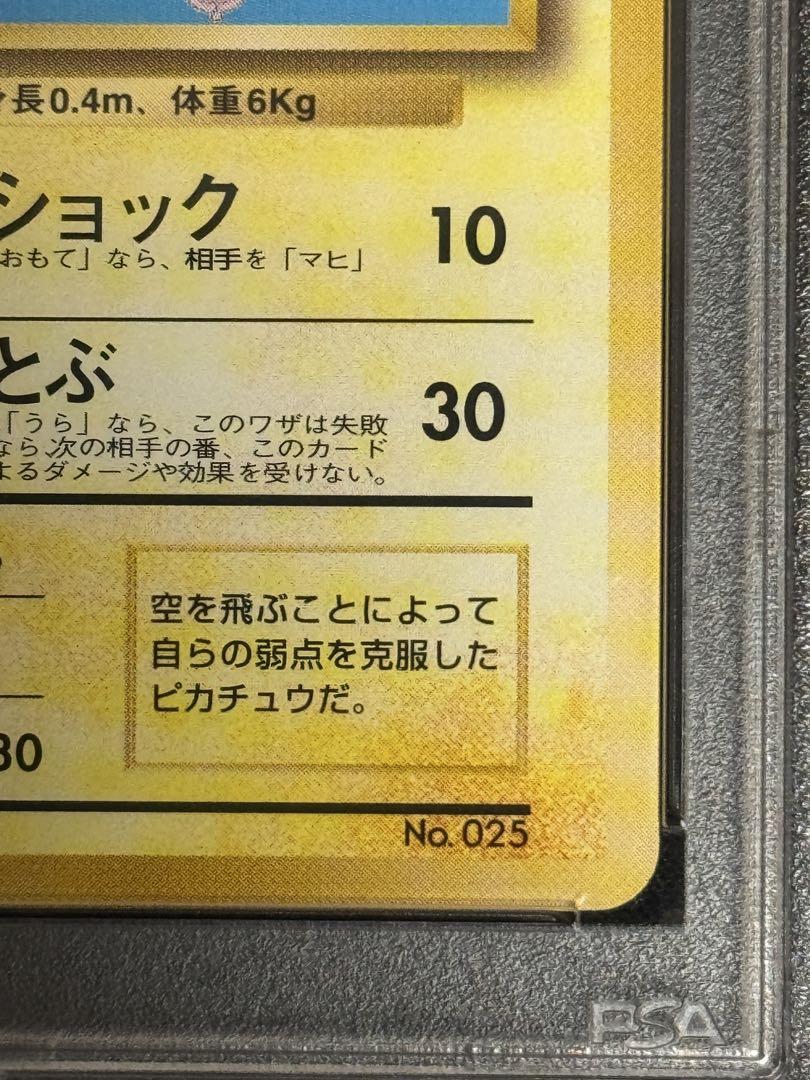 長0.4m、体重6Kg
ショック 10
おもて」なら、相手を「マヒ」
とぶ 30
「うら」なら、このワザは失敗
なら、次の相手の番、このカード
よるダメージや効果を受けない。
空を飛ぶことによって
自らの弱点を克服した
ピカチュウだ。
30
No. 025
PSA